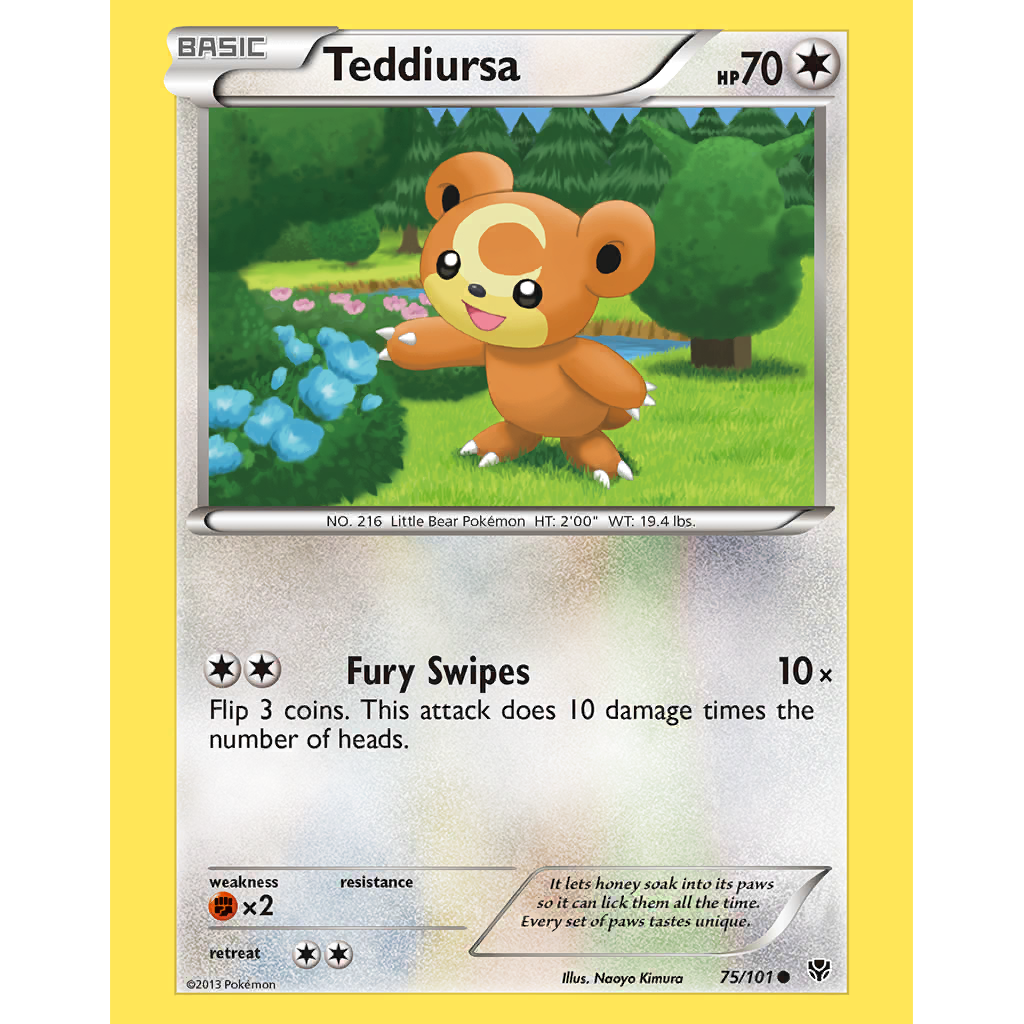 BASIC
Teddiursa
HP70
NO. 216 Little Bear Pokémon HT: 2'00" WT: 19.4 lbs.
Fury Swipes 10×
Flip 3 coins. This attack does 10 damage times the
number of heads.
weakness resistance
×2
It lets honey soak into its paws
so it can lick them all the time.
Every set of paws tastes unique.
retreat
Illus. Naoyo Kimura 75/101
©2013 Pokémon